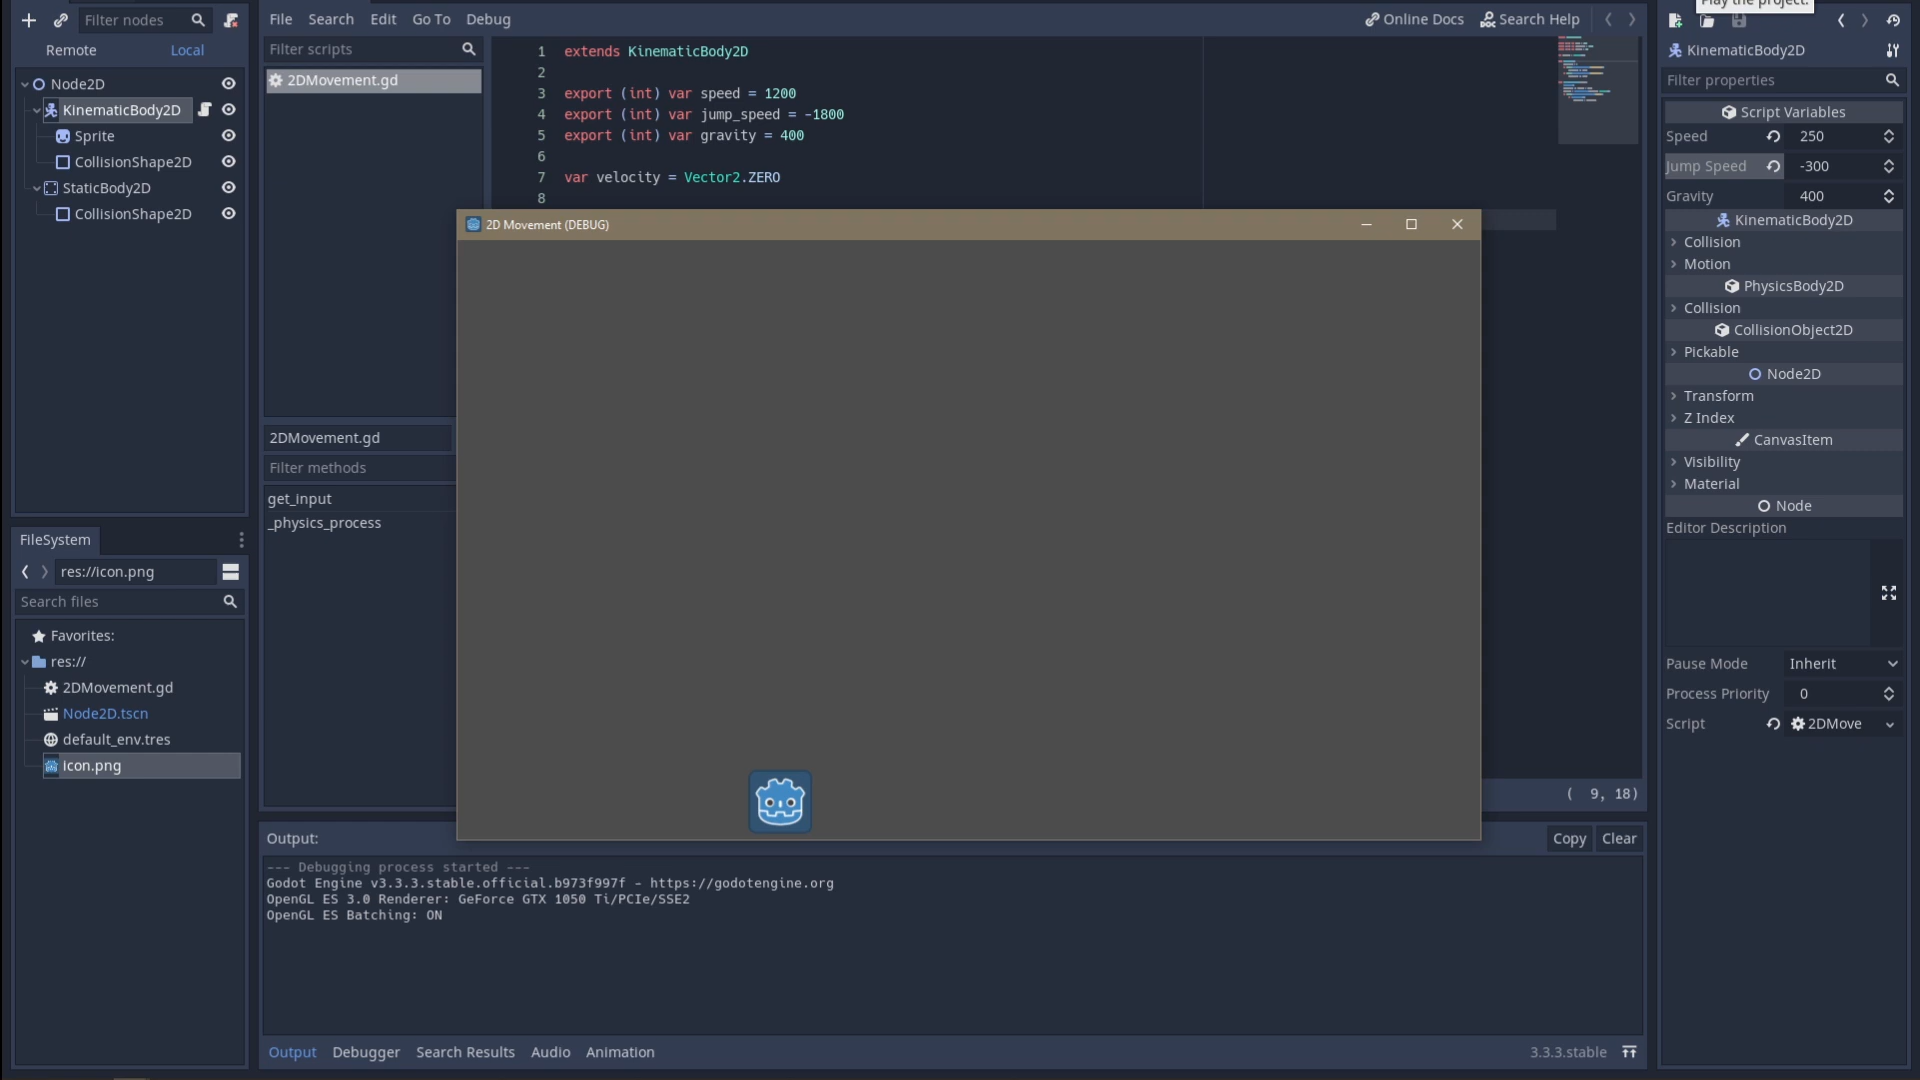 Play the project.
Filter nodes
Remote
Local
Node2D
KinematicBody2D
Sprite
CollisionShape2D
StaticBody2D
CollisionShape2D
FileSystem
res://icon.png
Search files
Favorites:
res://
2DMovement.gd
Node2D.tscn
default_env.tres
icon.png
File Search Edit Go To Debug
Online Docs Search Help
Filter scripts
2DMovement.gd
2DMovement.gd
Filter methods
get_input
_physics_process
1 extends KinematicBody2D
2
3 export (int) var speed = 1200
4 export (int) var jump_speed = -1800
5 export (int) var gravity = 400
6
7 var velocity = Vector2.ZERO
8
2D Movement (DEBUG)
( 9, 18)
Output:
Copy Clear
--- Debugging process started ---
Godot Engine v3.3.3.stable.official.b973f997f - https://godotengine.org
OpenGL ES 3.0 Renderer: GeForce GTX 1050 Ti/PCIe/SSE2
OpenGL ES Batching: ON
Output Debugger Search Results Audio Animation
3.3.3.stable
KinematicBody2D
Filter properties
Script Variables
Speed 250
Jump Speed -300
Gravity 400
KinematicBody2D
Collision
Motion
PhysicsBody2D
Collision
CollisionObject2D
Pickable
Node2D
Transform
Z Index
CanvasItem
Visibility
Material
Node
Editor Description
Pause Mode Inherit
Process Priority 0
Script 2DMove